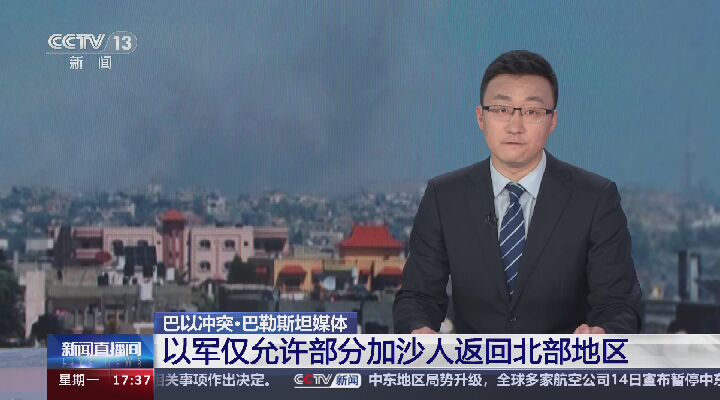 CCTV 13
新闻
巴以冲突·巴勒斯坦媒体
以军仅允许部分加沙人返回北部地区
新闻直播间
星期一 17:37
相关事项作出决定。 CCTV 新闻 中东地区局势升级，全球多家航空公司14日宣布暂停中东